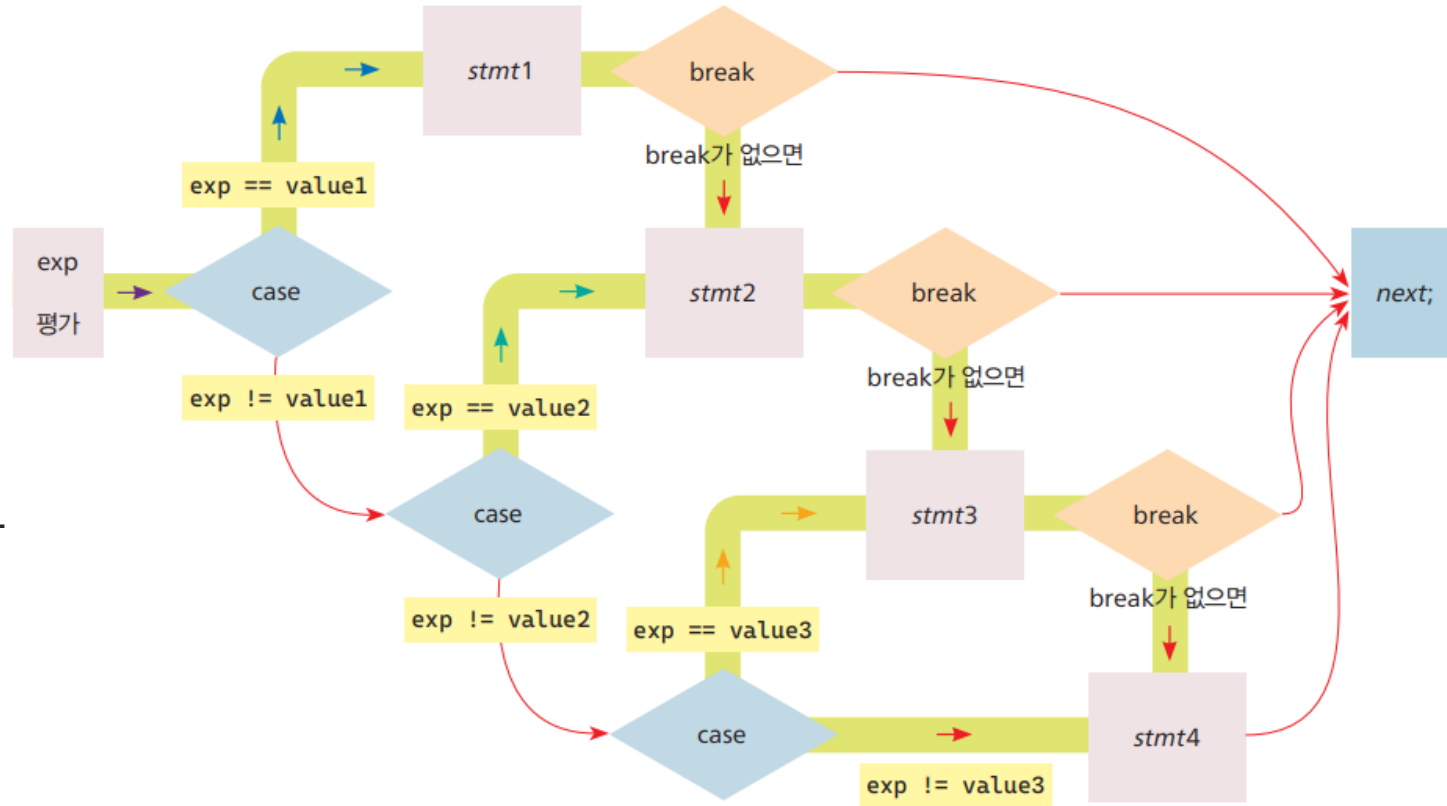 stmt1
break
break가 없으면
exp == value1
exp
평가
case
stmt2
break
next;
exp != value1
exp == value2
break가 없으면
case
stmt3
break
exp != value2
exp == value3
break가 없으면
case
stmt4
exp != value3